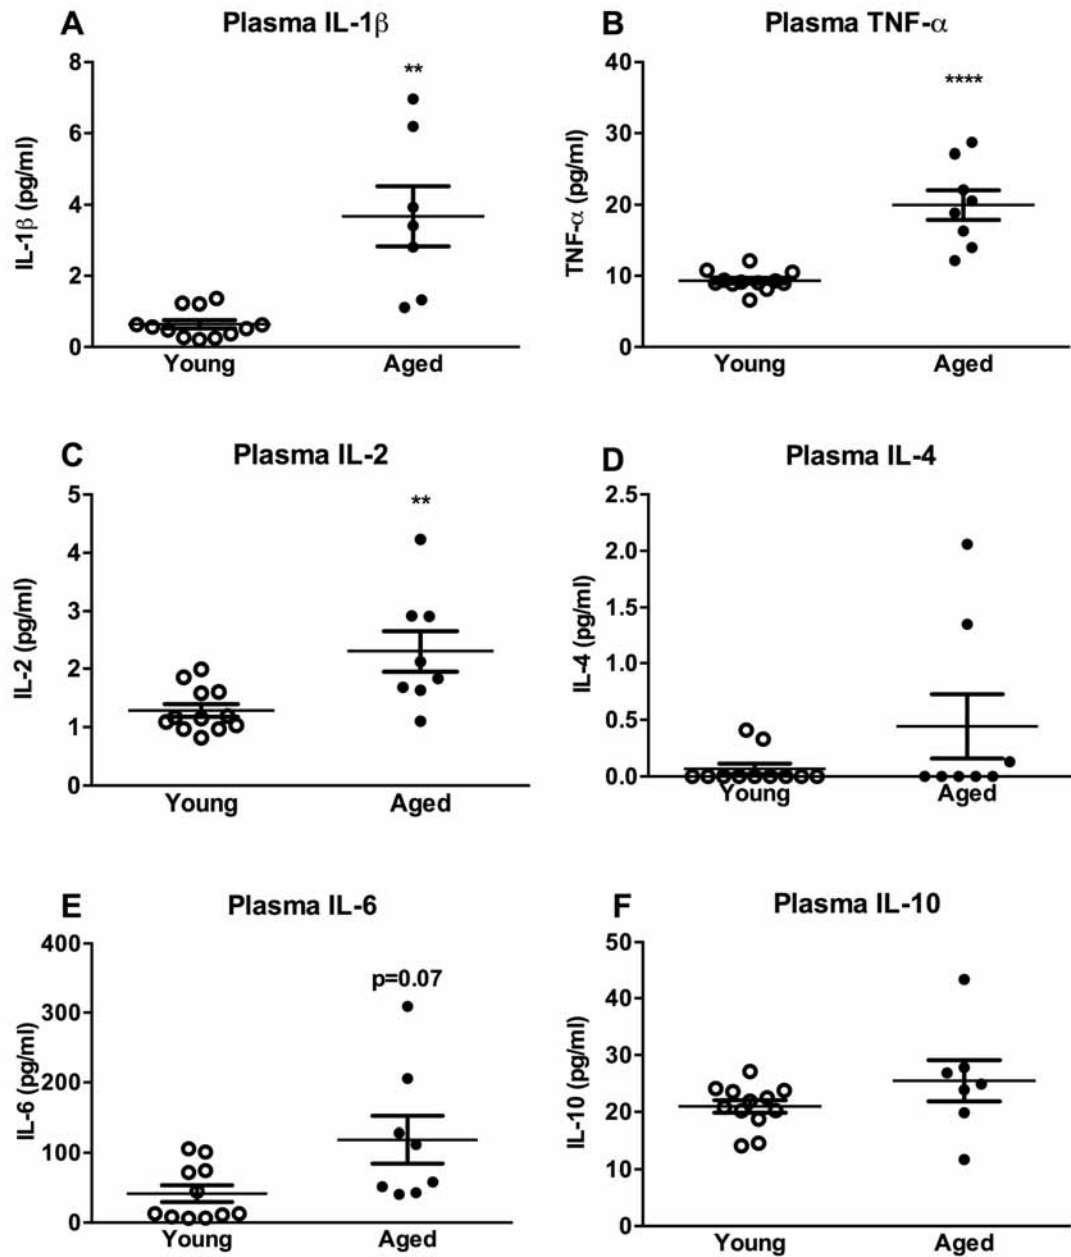 A Plasma IL-1β
IL-1β (pg/ml)
8
6
4
2
0
**
Young Aged
B Plasma TNF-α
TNF-α (pg/ml)
40
30
20
10
0
****
Young Aged
C Plasma IL-2
IL-2 (pg/ml)
5
4
3
2
1
0
**
Young Aged
D Plasma IL-4
IL-4 (pg/ml)
2.5
2.0
1.5
1.0
0.5
0.0
Young Aged
E Plasma IL-6
IL-6 (pg/ml)
400
300
200
100
0
p=0.07
Young Aged
F Plasma IL-10
IL-10 (pg/ml)
50
40
30
20
10
0
Young Aged